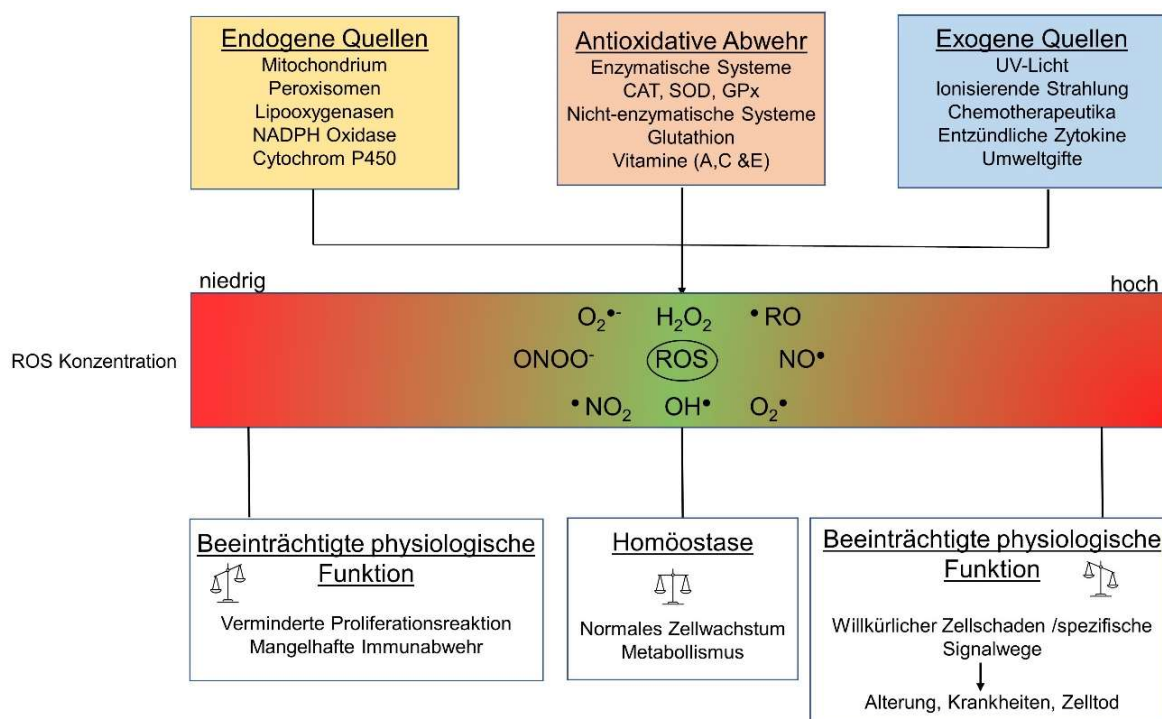 Endogene Quellen
Mitochondrium
Peroxisomen
Lipooxygenasen
NADPH Oxidase
Cytochrom P450
Antioxidative Abwehr
Enzymatische Systeme
CAT, SOD, GPx
Nicht-enzymatische Systeme
Glutathion
Vitamine (A,C &E)
Exogene Quellen
UV-Licht
Ionisierende Strahlung
Chemotherapeutika
Entzündliche Zytokine
Umweltgifte
niedrig
hoch
ROS Konzentration
O₂•⁻ H₂O₂ •RO
ONOO⁻ ROS NO•
•NO₂ OH• O₂•
Beeinträchtigte physiologische
Funktion
Verminderte Proliferationsreaktion
Mangelhafte Immunabwehr
Homöostase
Normales Zellwachstum
Metabollismus
Beeinträchtigte physiologische
Funktion
Willkürlicher Zellschaden /spezifische
Signalwege
Alterung, Krankheiten, Zelltod